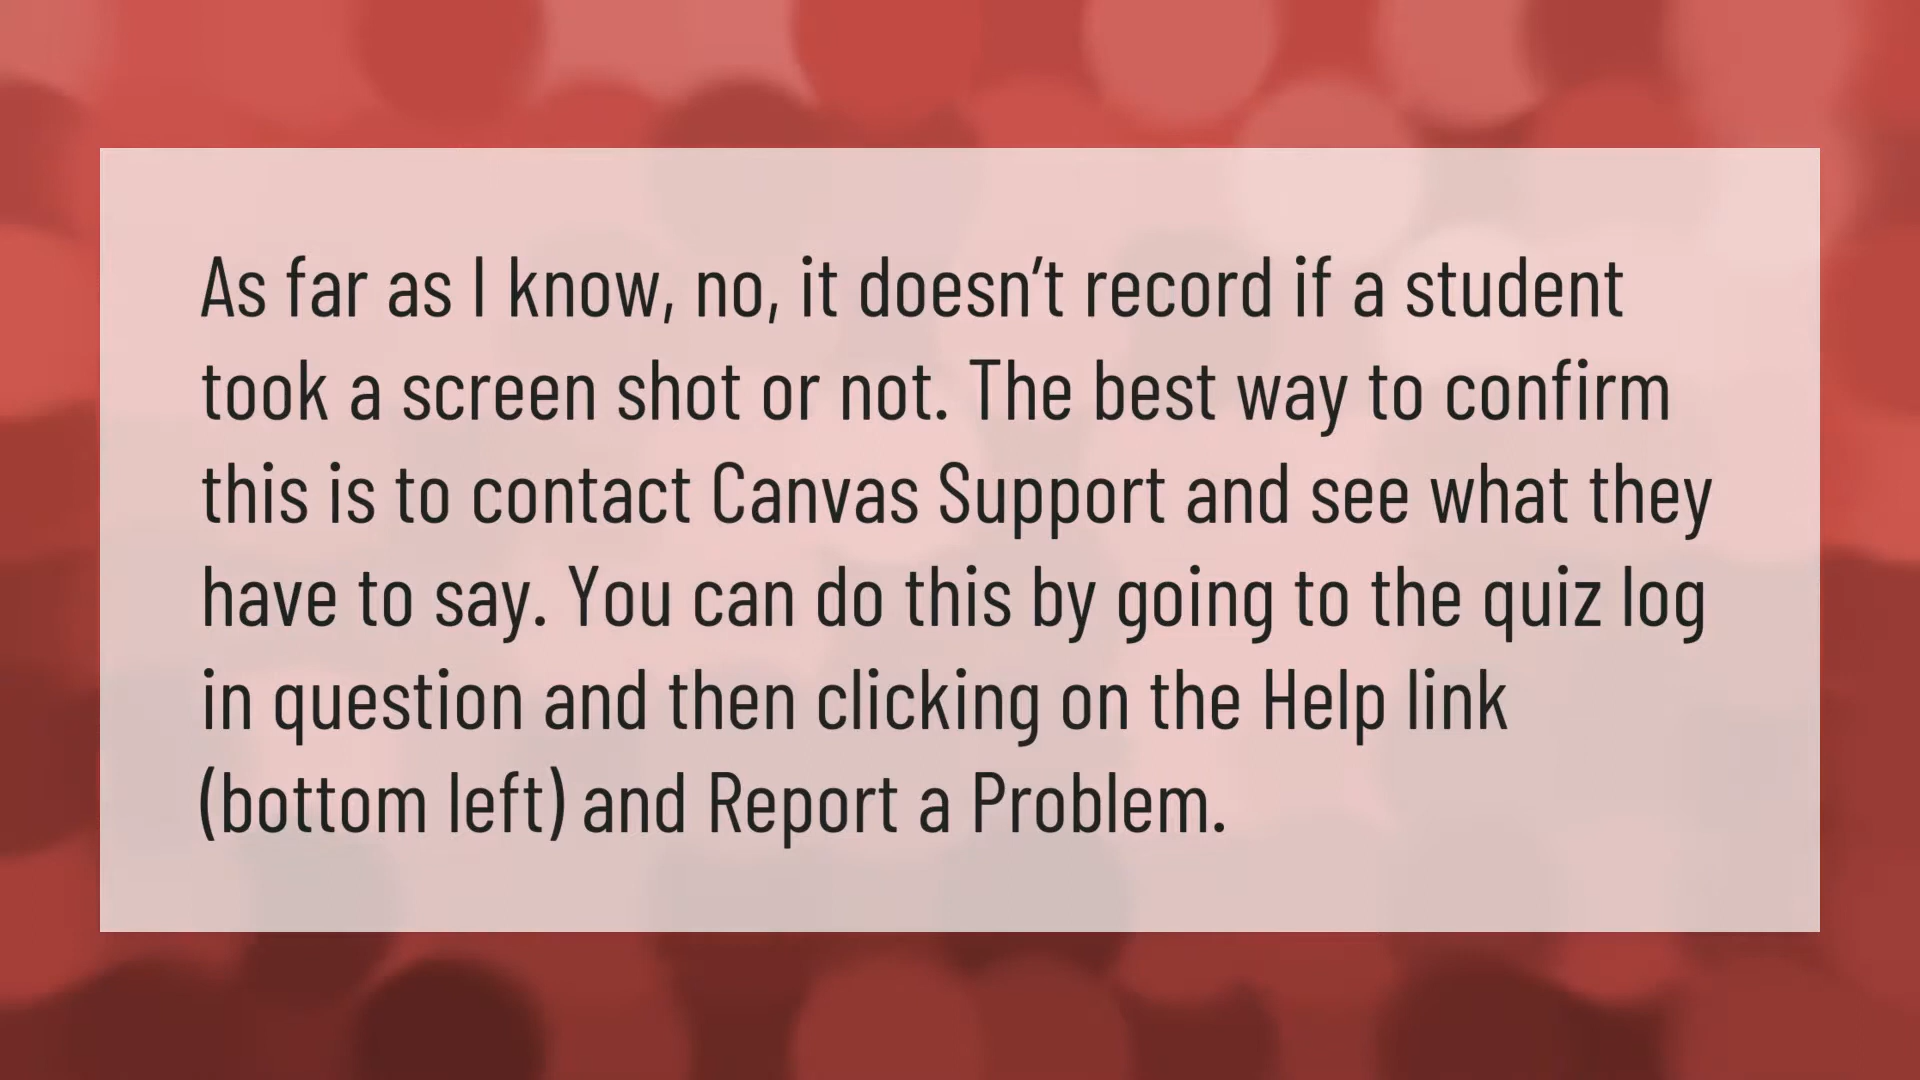 As far as I know, no, it doesn’t record if a student
took a screen shot or not. The best way to confirm
this is to contact Canvas Support and see what they
have to say. You can do this by going to the quiz log
in question and then clicking on the Help link
(bottom left) and Report a Problem.